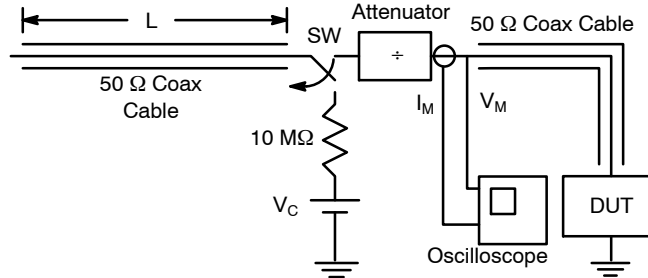 L
SW
Attenuator
÷
50 Ω Coax Cable
50 Ω Coax
Cable
I_M
V_M
10 MΩ
V_C
DUT
Oscilloscope